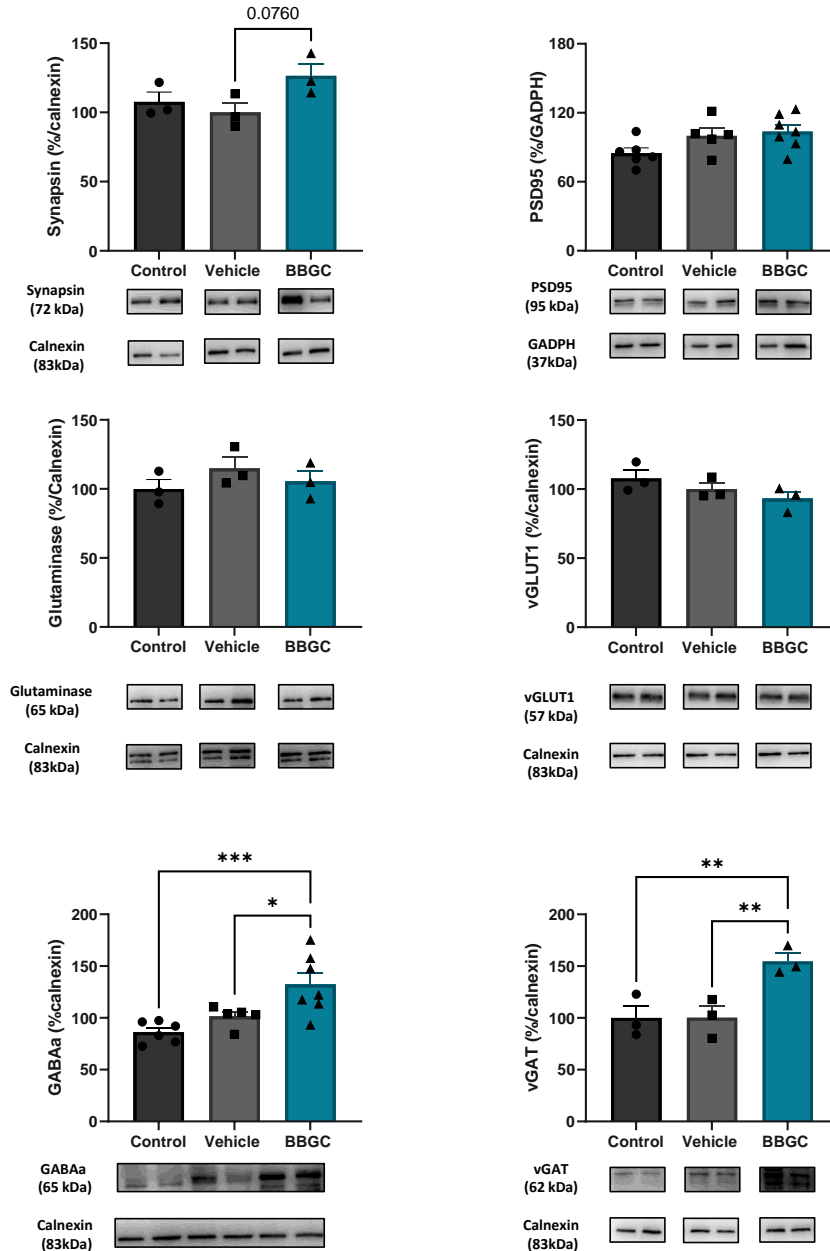 0.0760
Synapsin (%/calnexin)
150
100
50
0
Control Vehicle BBGC
Synapsin
(72 kDa)
Calnexin
(83kDa)
PSD95 (%/GADPH)
180
120
60
0
Control Vehicle BBGC
PSD95
(95 kDa)
GADPH
(37kDa)
Glutaminase (%/Calnexin)
150
100
50
0
Control Vehicle BBGC
Glutaminase
(65 kDa)
Calnexin
(83kDa)
vGLUT1 (%/calnexin)
150
100
50
0
Control Vehicle BBGC
vGLUT1
(57 kDa)
Calnexin
(83kDa)
***
*
GABAa (%calnexin)
200
150
100
50
0
Control Vehicle BBGC
GABAa
(65 kDa)
Calnexin
(83kDa)
**
**
vGAT (%/calnexin)
200
150
100
50
0
Control Vehicle BBGC
vGAT
(62 kDa)
Calnexin
(83kDa)